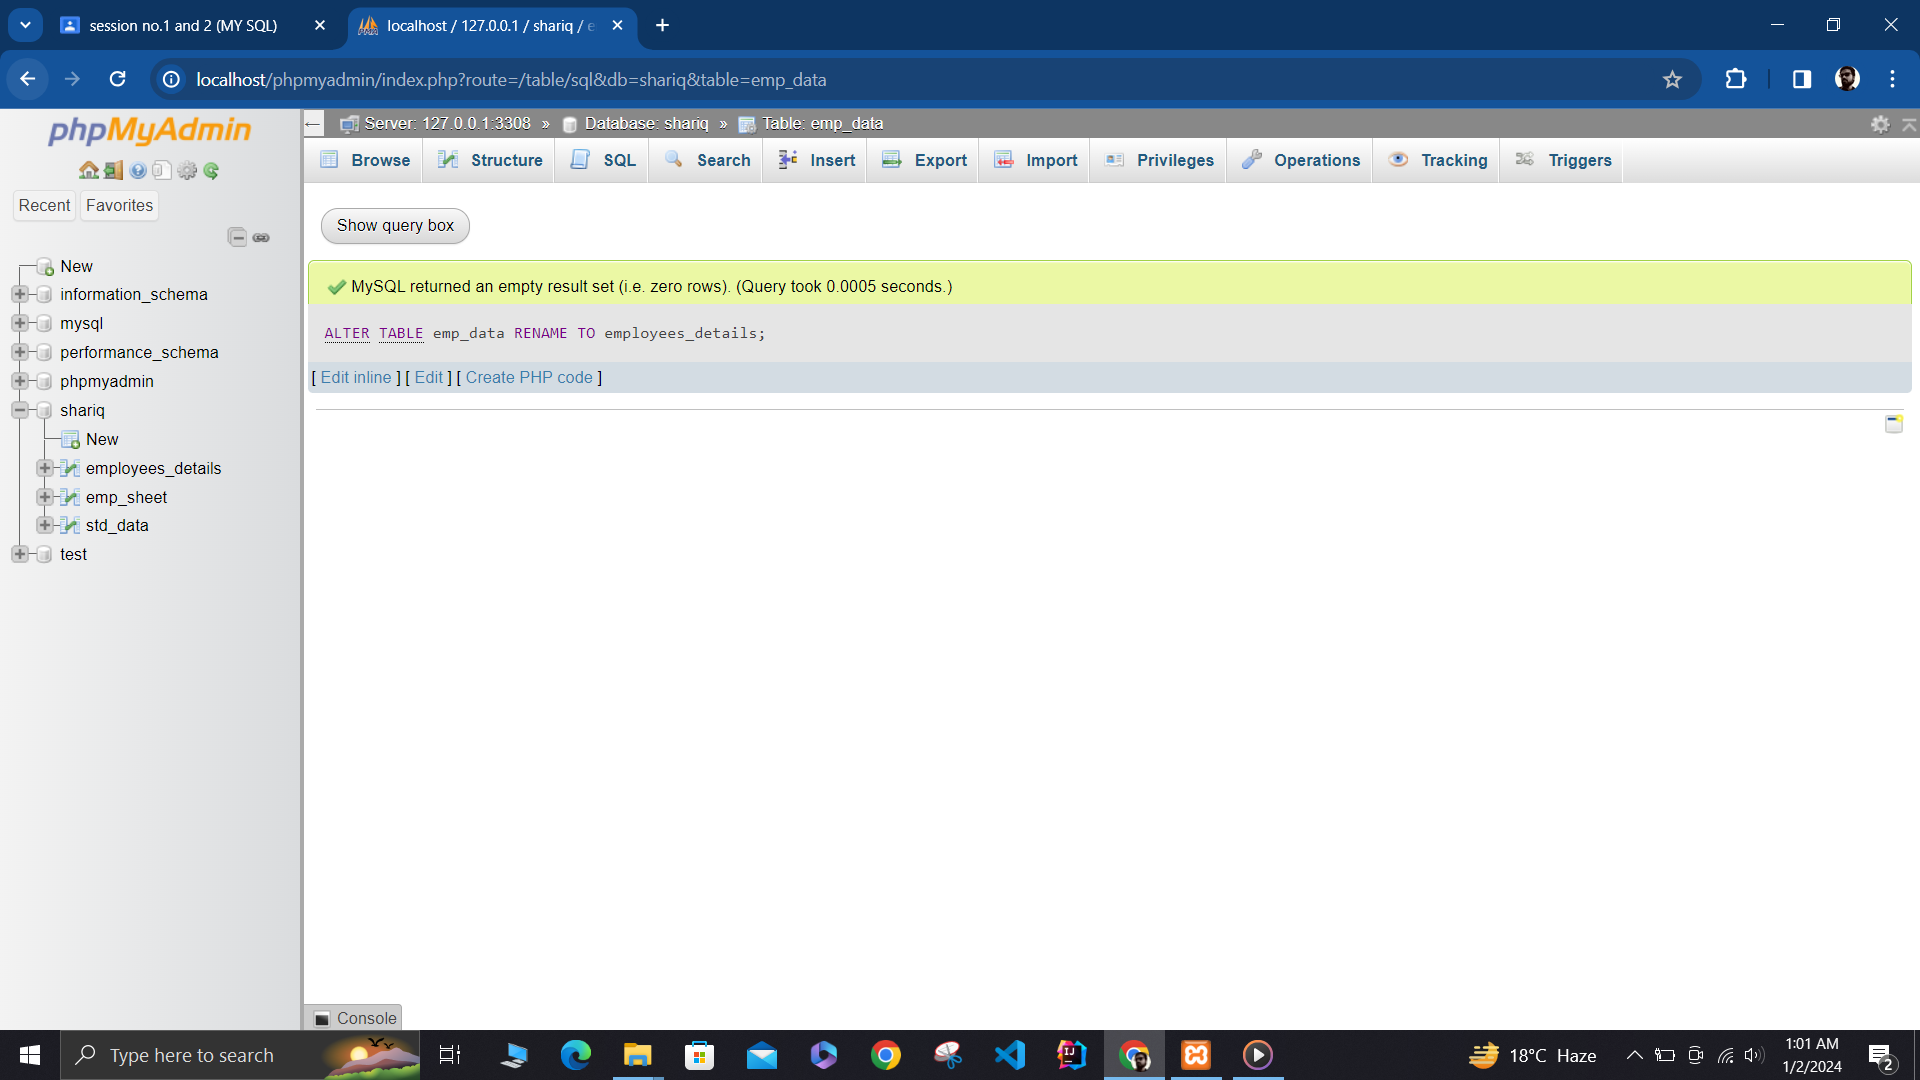 session no.1 and 2 (MY SQL)
localhost / 127.0.0.1 / shariq / e
localhost/phpmyadmin/index.php?route=/table/sql&db=shariq&table=emp_data
phpMyAdmin
Recent
Favorites
New
information_schema
mysql
performance_schema
phpmyadmin
shariq
New
employees_details
emp_sheet
std_data
test
Server: 127.0.0.1:3308 » Database: shariq » Table: emp_data
Browse
Structure
SQL
Search
Insert
Export
Import
Privileges
Operations
Tracking
Triggers
Show query box
MySQL returned an empty result set (i.e. zero rows). (Query took 0.0005 seconds.)
ALTER TABLE emp_data RENAME TO employees_details;
[ Edit inline ] [ Edit ] [ Create PHP code ]
Console
Type here to search
18°C Haze
1:01 AM
1/2/2024
2